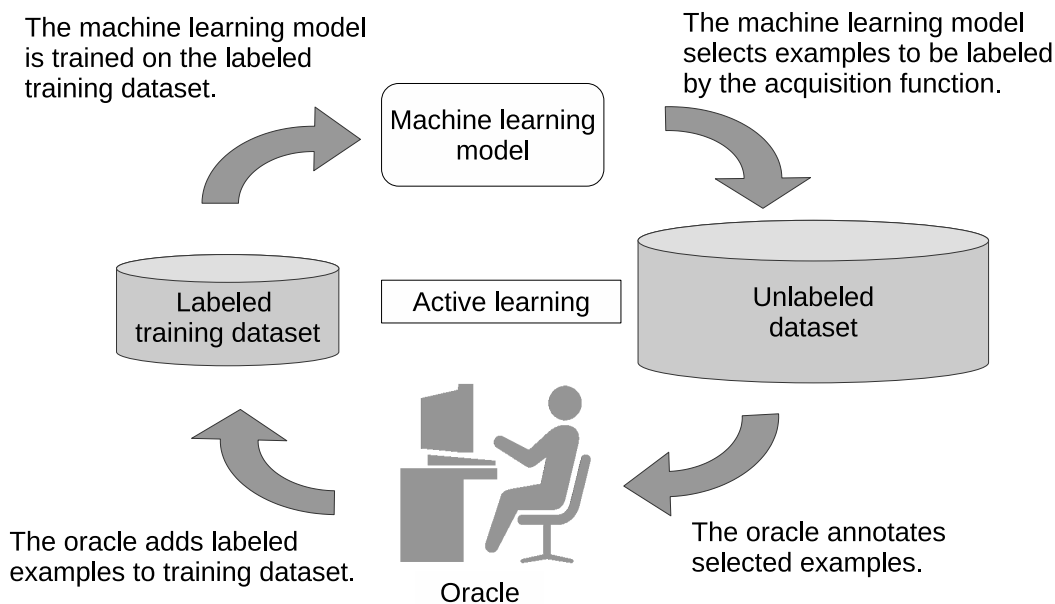 The machine learning model
is trained on the labeled
training dataset.
The machine learning model
selects examples to be labeled
by the acquisition function.
Machine learning
model
Labeled
training dataset
Active learning
Unlabeled
dataset
The oracle adds labeled
examples to training dataset.
Oracle
The oracle annotates
selected examples.